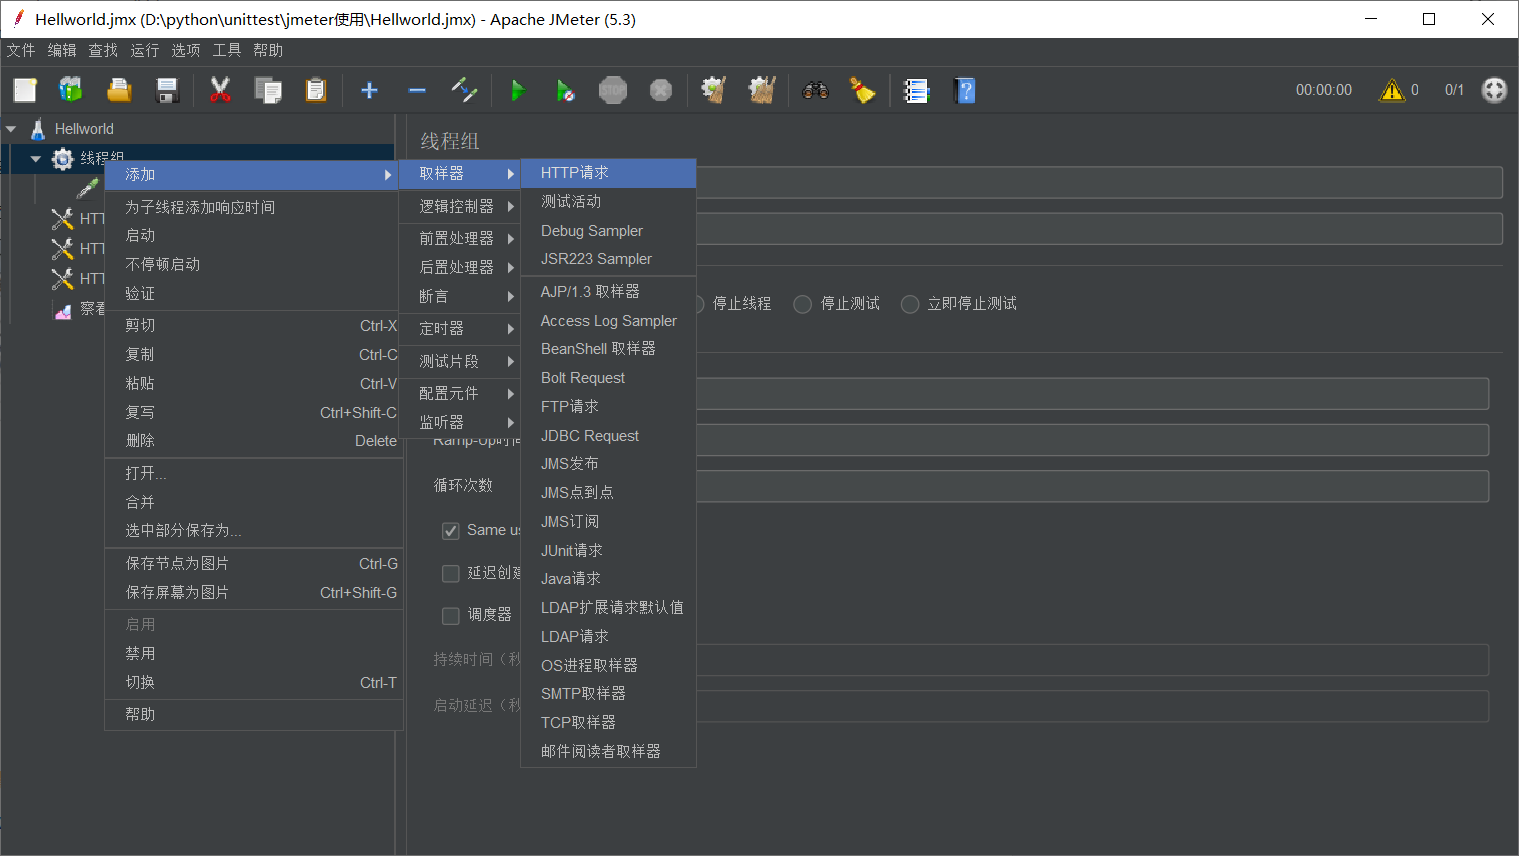 Hellworld.jmx (D:\python\unittest\jmeter使用\Hellworld.jmx) - Apache JMeter (5.3)
文件 编辑 查找 运行 选项 工具 帮助
STOP
00:00:00
0
0/1
Hellworld
线程组
HTT
HTT
HTT
察看
添加
为子线程添加响应时间
启动
不停顿启动
验证
剪切 Ctrl-X
复制 Ctrl-C
粘贴 Ctrl-V
复写 Ctrl+Shift-C
删除 Delete
打开...
合并
选中部分保存为...
保存节点为图片 Ctrl-G
保存屏幕为图片 Ctrl+Shift-G
启用
禁用
切换 Ctrl-T
帮助
取样器
逻辑控制器
前置处理器
后置处理器
断言
定时器
测试片段
配置元件
监听器
HTTP请求
测试活动
Debug Sampler
JSR223 Sampler
AJP/1.3 取样器
Access Log Sampler
BeanShell 取样器
Bolt Request
FTP请求
JDBC Request
JMS发布
JMS点到点
JMS订阅
JUnit请求
Java请求
LDAP扩展请求默认值
LDAP请求
OS进程取样器
SMTP取样器
TCP取样器
邮件阅读者取样器
线程组
停止线程 停止测试 立即停止测试
Ramp-Up时间
循环次数
Same us
延迟创建
调度器
持续时间（秒
启动延迟（秒